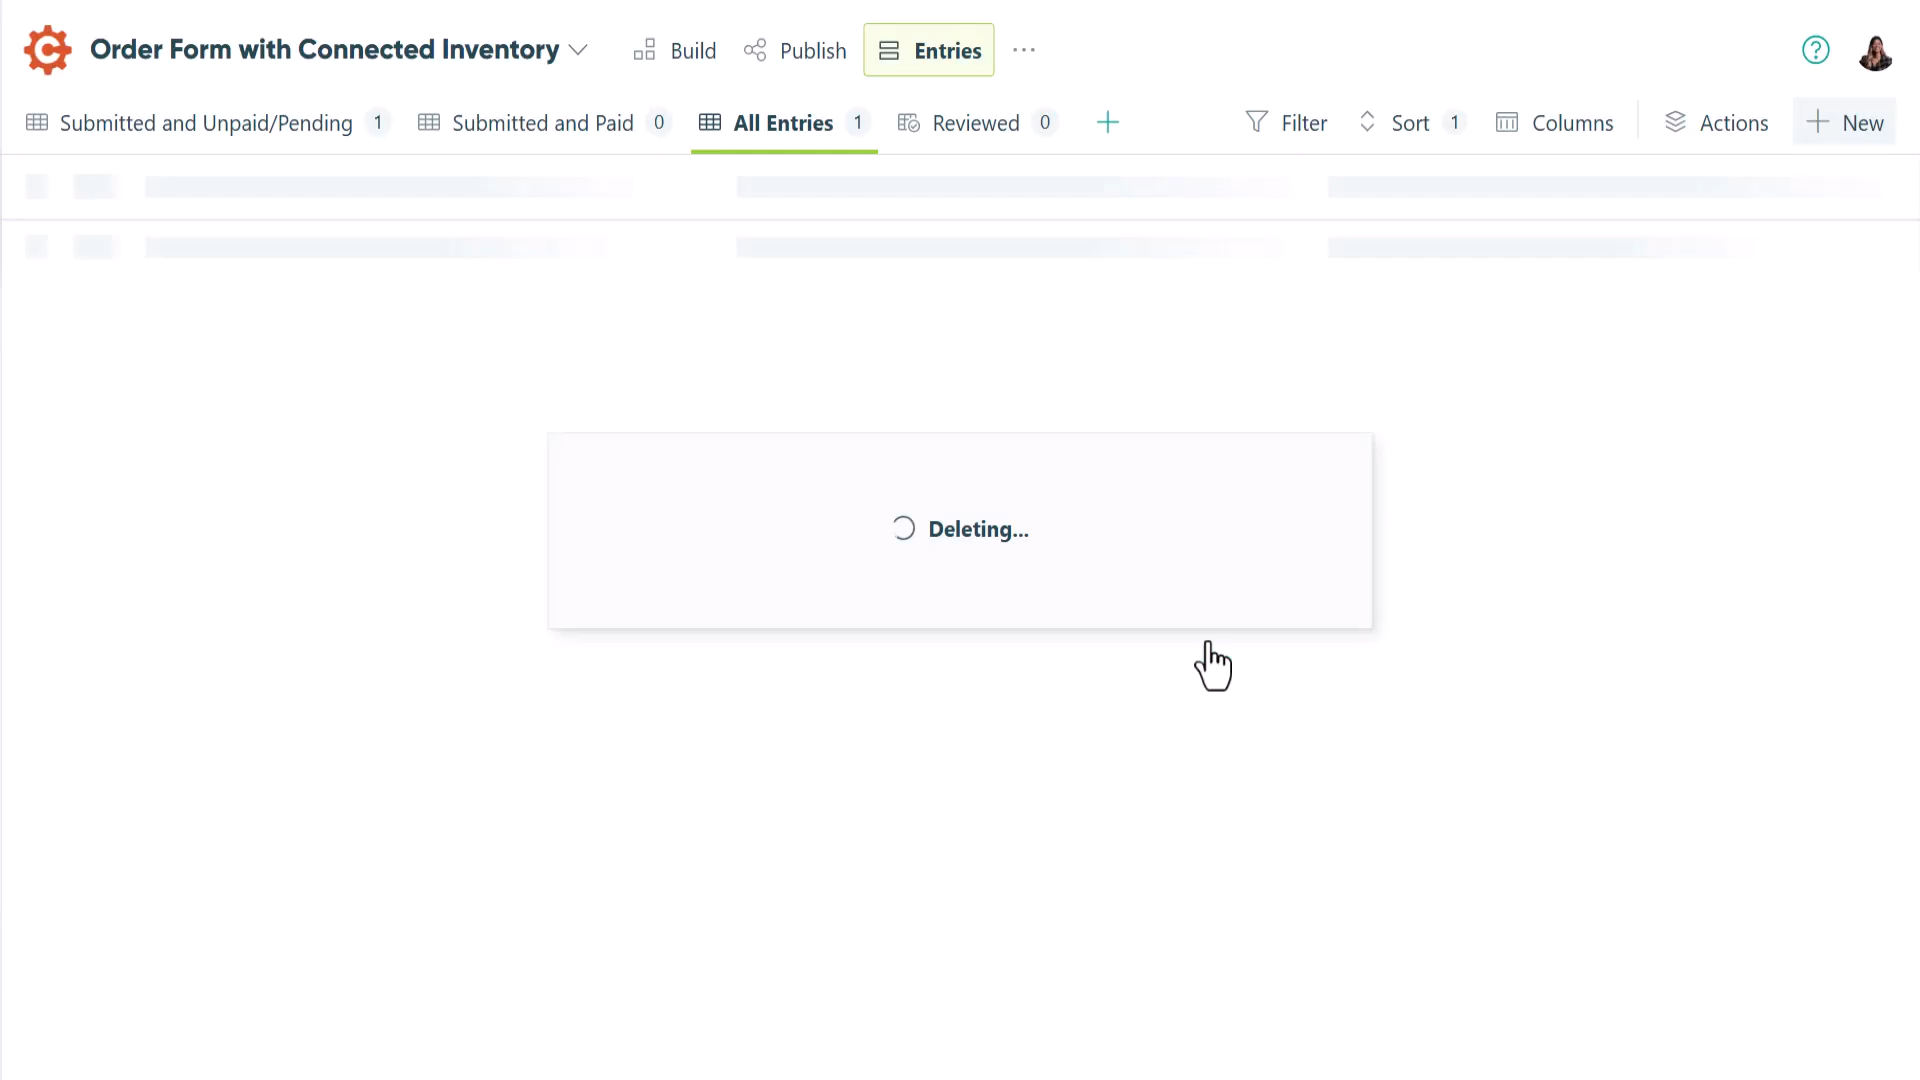 Order Form with Connected Inventory
Build
Publish
Entries
Submitted and Unpaid/Pending 1
Submitted and Paid 0
All Entries 1
Reviewed 0
Filter
Sort 1
Columns
Actions
New
Deleting...